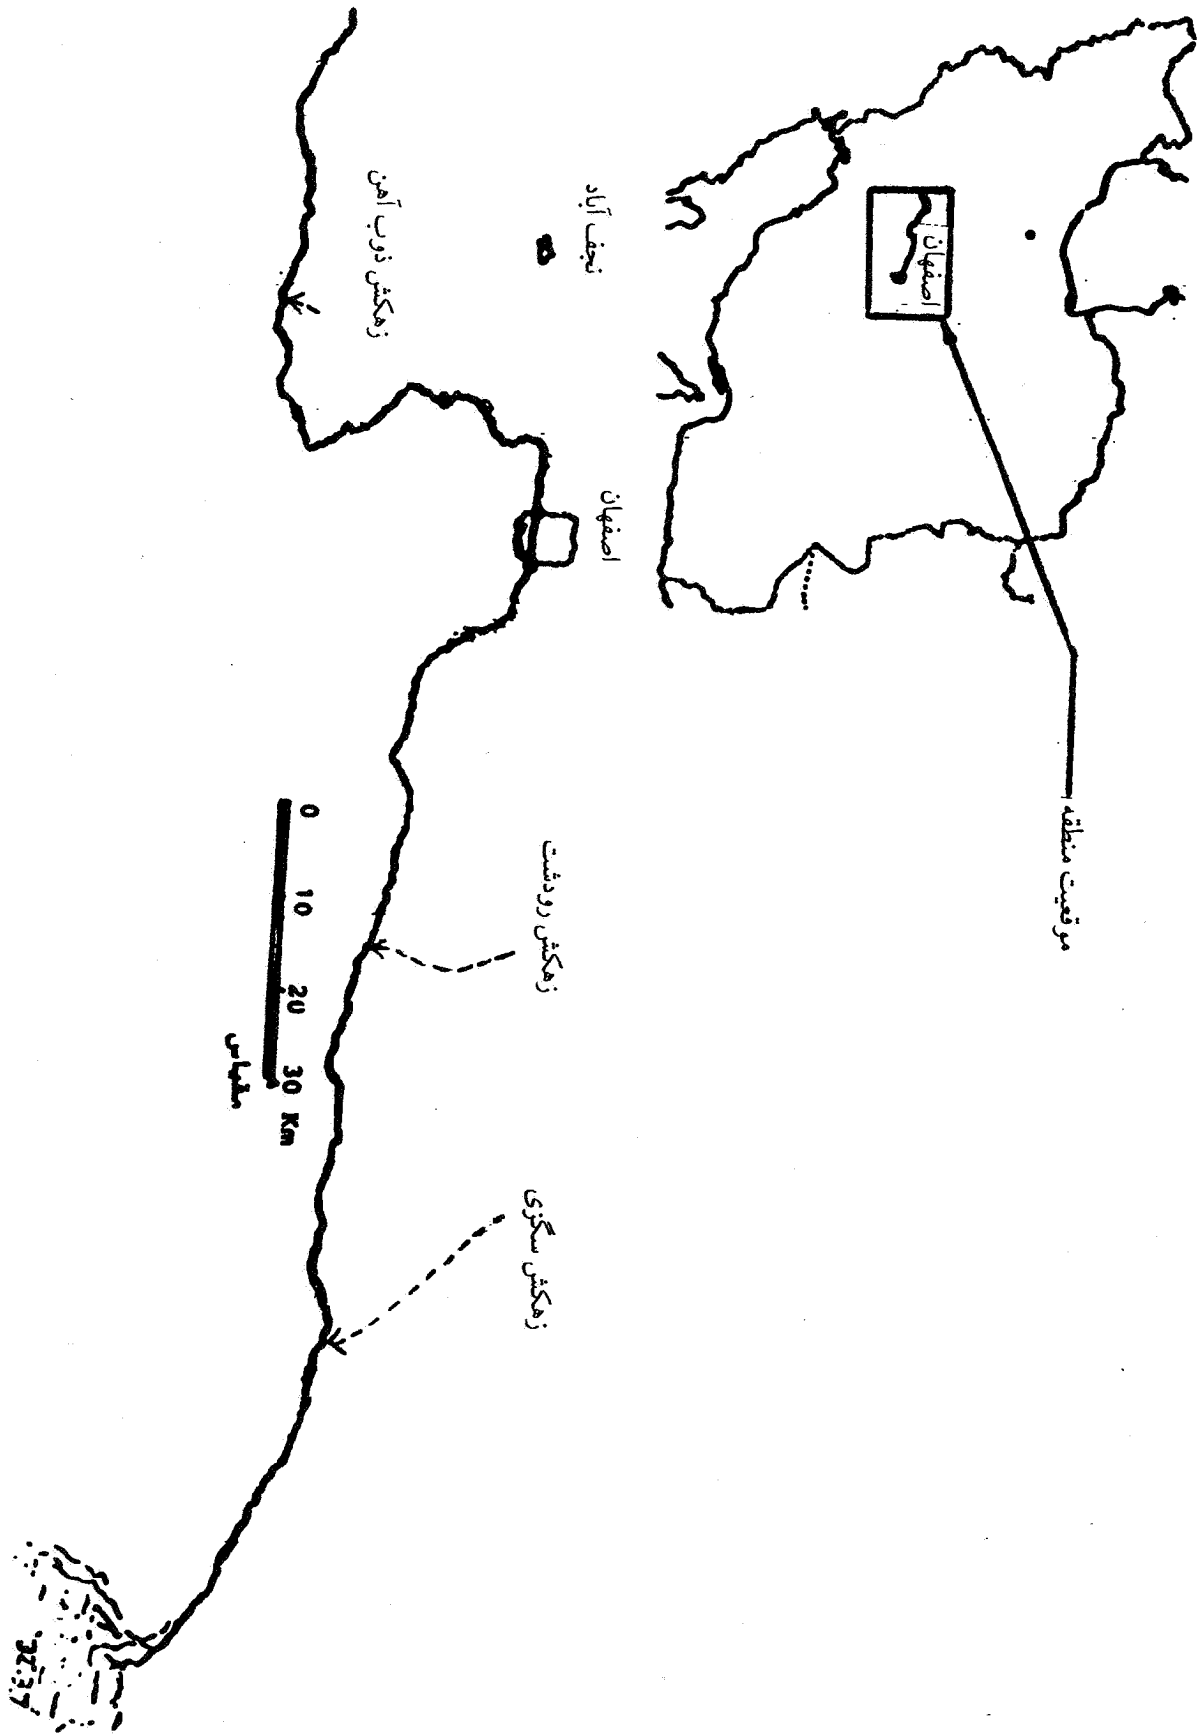 موقعیت منطقه
اصفهان
نجف آباد
اصفهان
زهکش ذوب آهن
زهکش رودشت
زهکش سگزی
0 10 20 30 Km
مقیاس